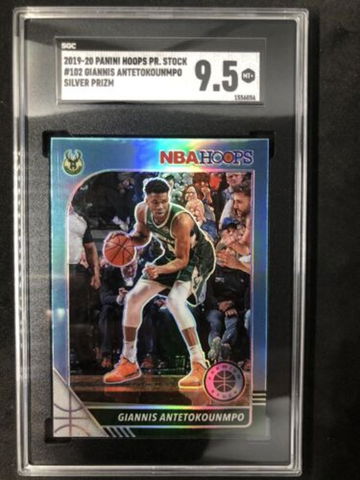 SGC
2019-20 PANINI HOOPS PR. STOCK
#102 GIANNIS ANTETOKOUNMPO
SILVER PRIZM
9.5
MT+
1556056
NBA HOOPS
GIANNIS ANTETOKOUNMPO